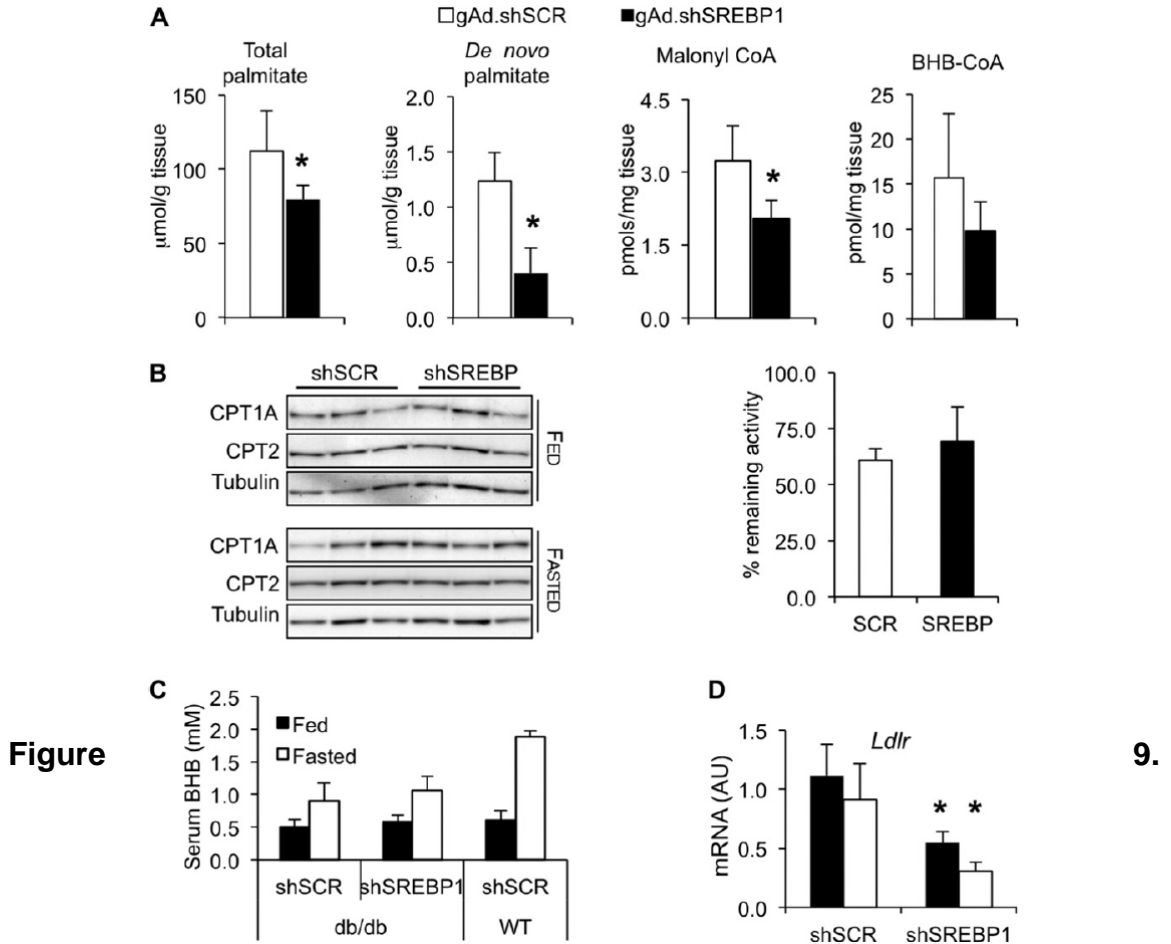 A
□gAd.shSCR ■gAd.shSREBP1
Total
palmitate
De novo
palmitate
Malonyl CoA
BHB-CoA
µmol/g tissue
150
100
50
0
*
µmol/g tissue
2.0
1.5
1.0
0.5
0.0
*
pmols/mg tissue
4.5
3.0
1.5
0.0
*
pmol/mg tissue
25
20
15
10
5
0
B
shSCR shSREBP
CPT1A
CPT2
Tubulin
FED
CPT1A
CPT2
Tubulin
FASTED
% remaining activity
100.0
75.0
50.0
25.0
0.0
SCR SREBP
Figure 9.
C
Serum BHB (mM)
2.5
2.0
1.5
1.0
0.5
0.0
■Fed
□Fasted
shSCR shSREBP1 shSCR
db/db WT
D
Ldlr
mRNA (AU)
1.5
1.0
0.5
0.0
* *
shSCR shSREBP1